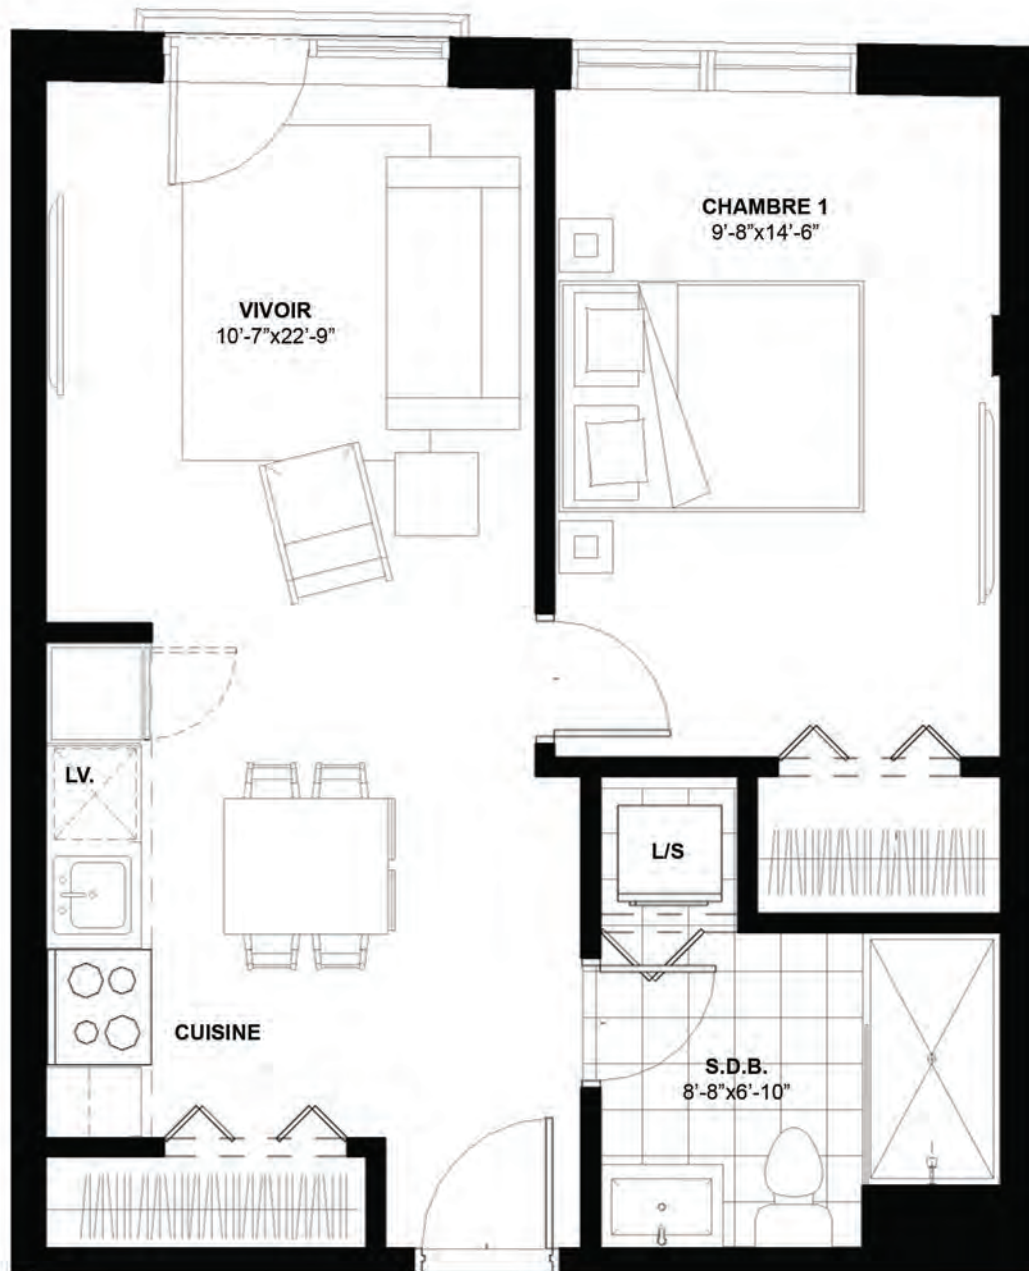 CHAMBRE 1
9'-8”x14'-6”
VIVOIR
10'-7”x22'-9”
LV.
L/S
CUISINE
S.D.B.
8'-8”x6'-10”